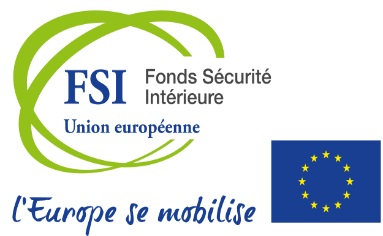 FSI Fonds Sécurité
Intérieure
Union européenne
l'Europe se mobilise